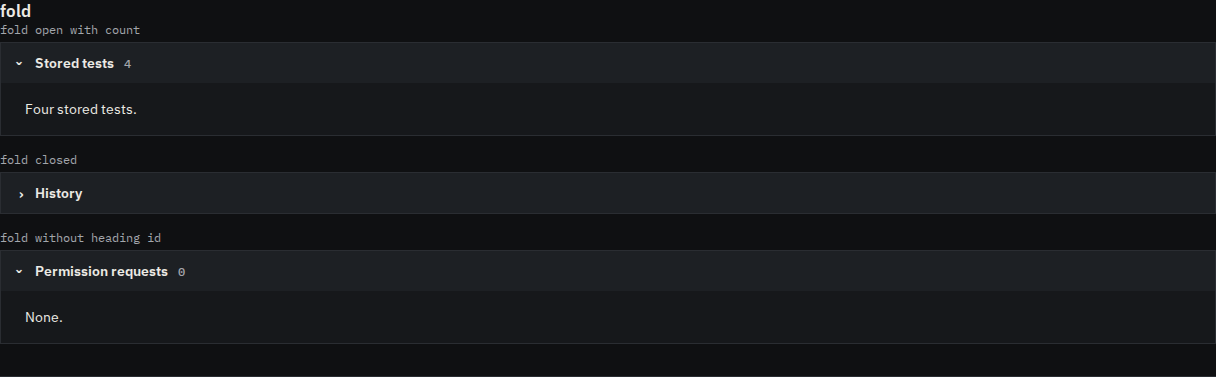 fold
fold open with count
Stored tests 4
Four stored tests.
fold closed
History
fold without heading id
Permission requests 0
None.